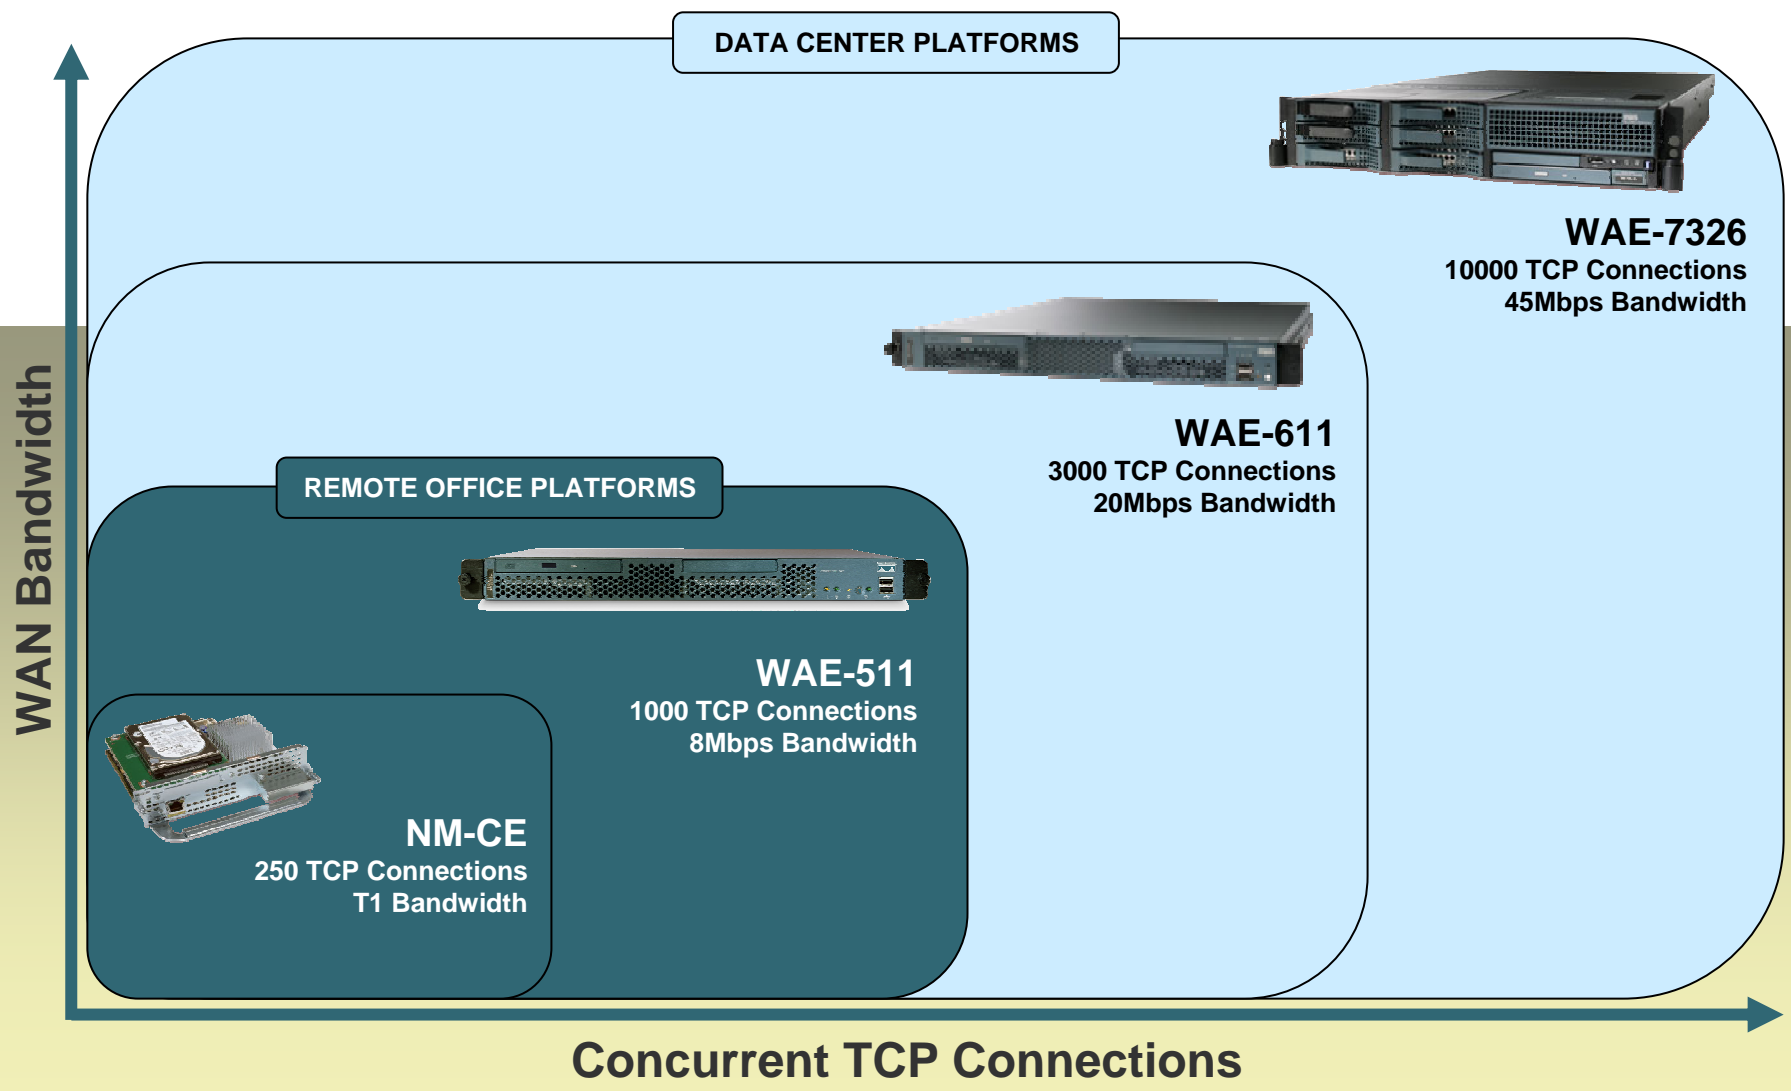 DATA CENTER PLATFORMS
WAE-7326
10000 TCP Connections
45Mbps Bandwidth
WAE-611
3000 TCP Connections
20Mbps Bandwidth
REMOTE OFFICE PLATFORMS
WAE-511
1000 TCP Connections
8Mbps Bandwidth
NM-CE
250 TCP Connections
T1 Bandwidth
WAN Bandwidth
Concurrent TCP Connections